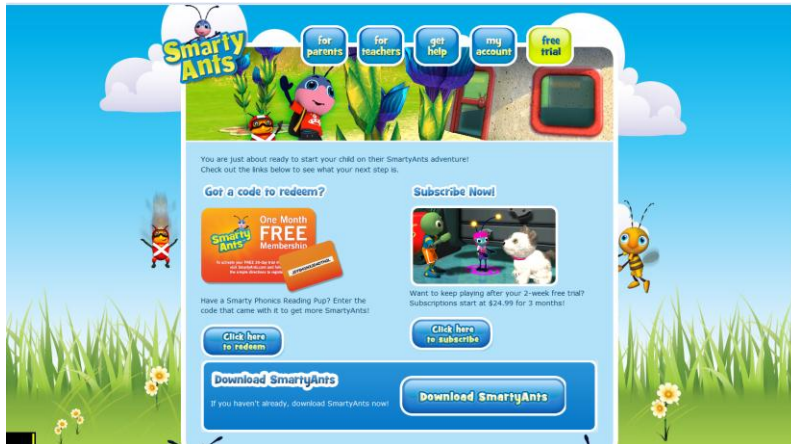 Smarty
Ants
for
parents
for
teachers
get
help
my
account
free
trial
You are just about ready to start your child on their SmartyAnts adventure!
Check out the links below to see what your next step is.
Got a code to redeem?
Smarty
Ants
One Month
FREE
Membership
Have a Smarty Phonics Reading Pup? Enter the
code that came with it to get more SmartyAnts!
Click here
to redeem
Subscribe Now!
Want to keep playing after your 2-week free trial?
Subscriptions start at $24.99 for 3 months!
Click here
to subscribe
Download SmartyAnts
If you haven't already, download SmartyAnts now!
Download SmartyAnts